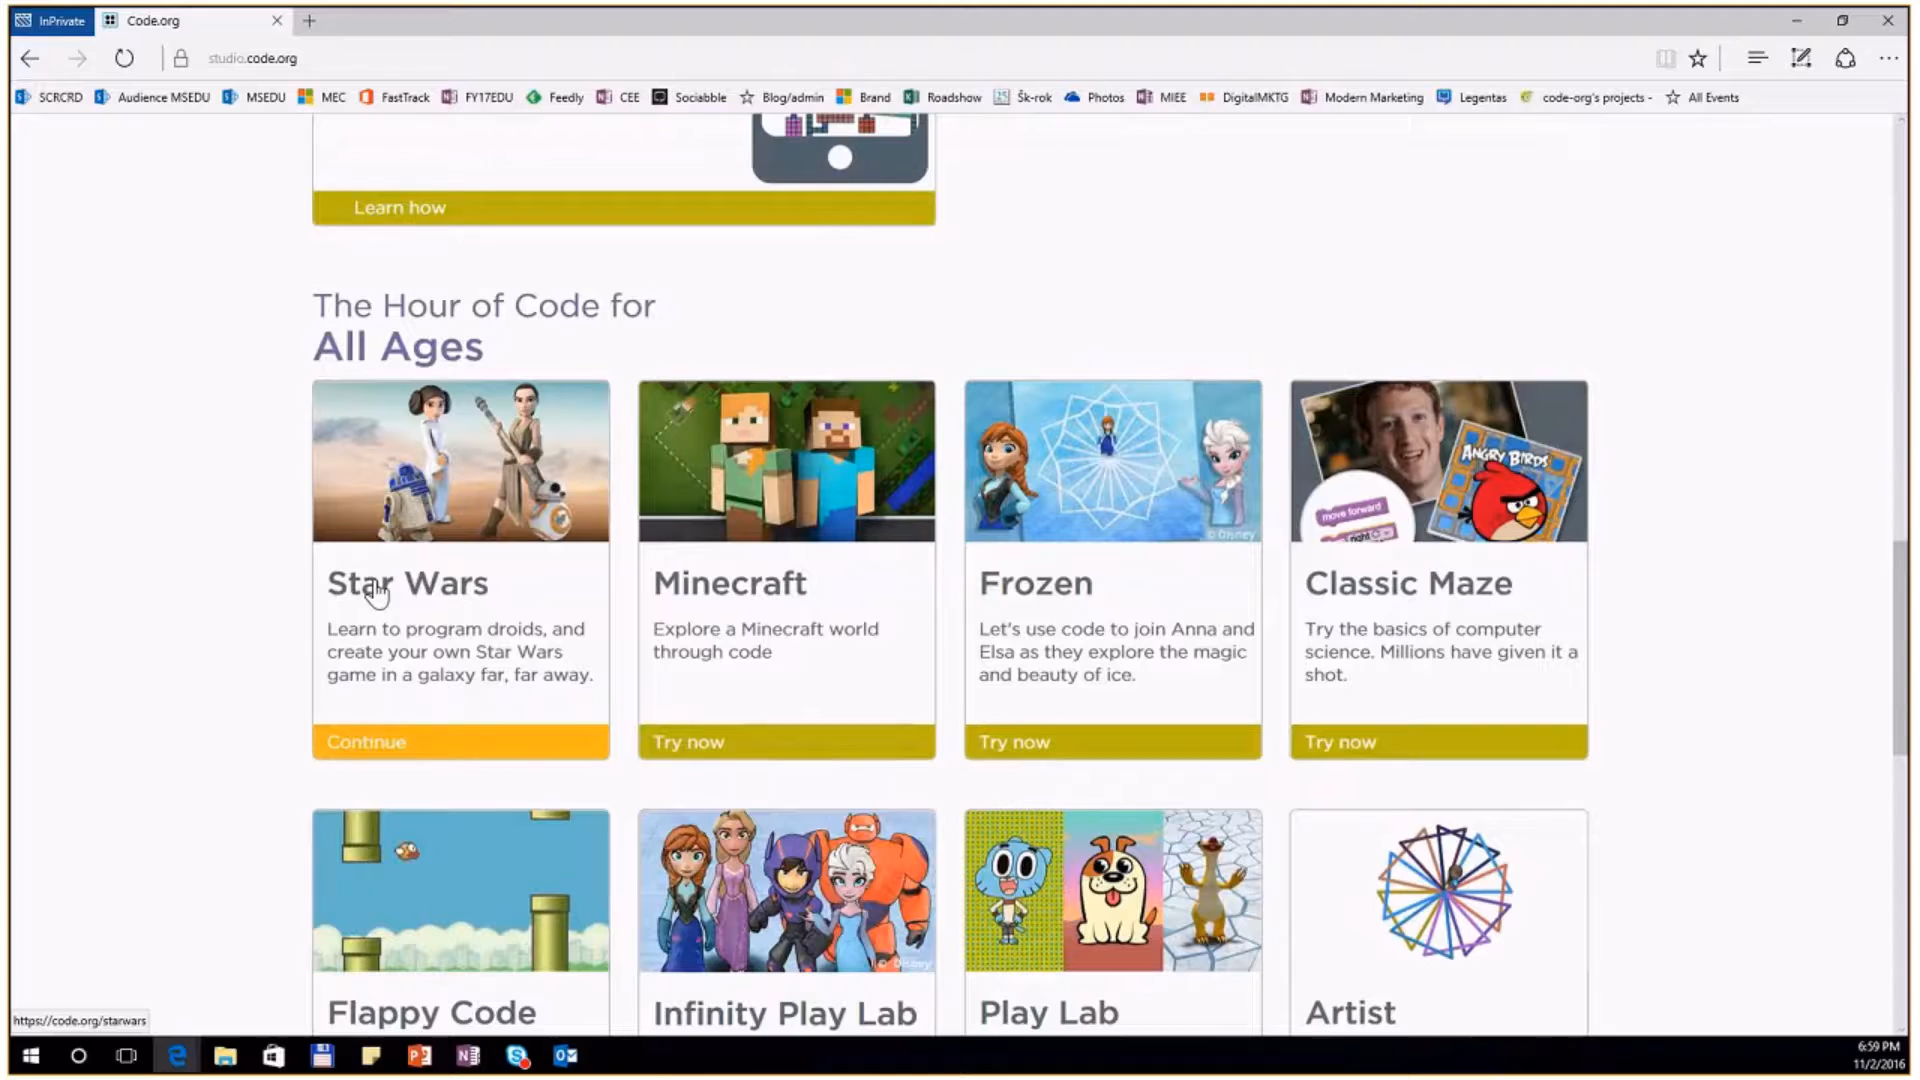 InPrivate
Code.org
studio.code.org
SCRCRD Audience MSEDU MSEDU MEC FastTrack FY17EDU Feedly CEE Sociabble Blog/admin Brand Roadshow Šk-rok Photos MIEE DigitalMKTG Modern Marketing Legentas code-org's projects - All Events
Learn how
The Hour of Code for
All Ages
ANGRY BIRDS
move forward
right
© Disney
Star Wars
Learn to program droids, and
create your own Star Wars
game in a galaxy far, far away.
Continue
Minecraft
Explore a Minecraft world
through code
Try now
Frozen
Let's use code to join Anna and
Elsa as they explore the magic
and beauty of ice.
Try now
Classic Maze
Try the basics of computer
science. Millions have given it a
shot.
Try now
© Disney
Flappy Code
Infinity Play Lab
Play Lab
Artist
https://code.org/starwars
6:59 PM
11/2/2016